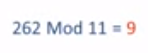 262 Mod 11 = 9